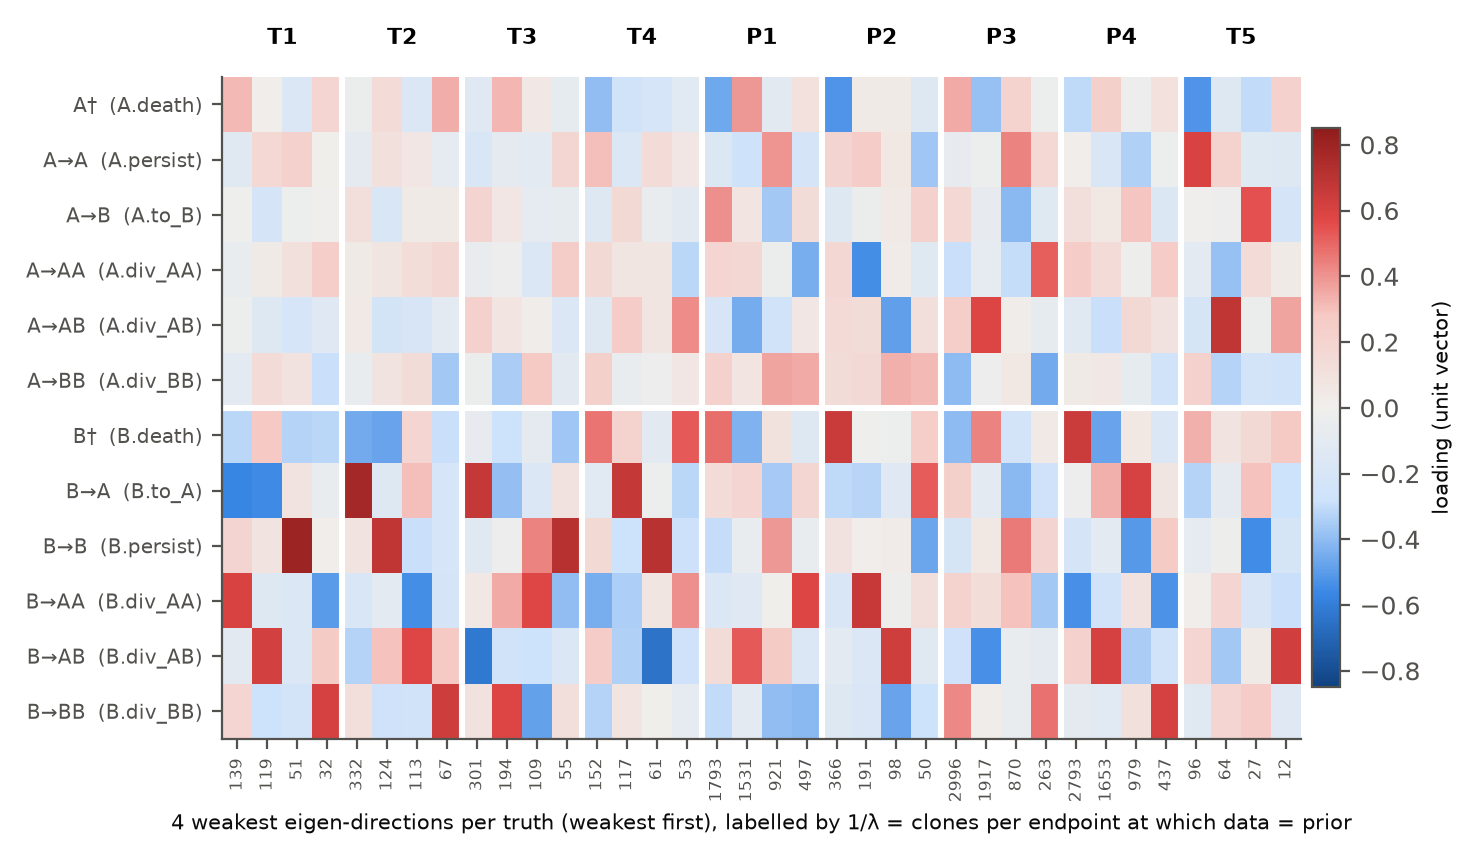 T1 T2 T3 T4 P1 P2 P3 P4 T5
A† (A.death)
A→A (A.persist)
A→B (A.to_B)
A→AA (A.div_AA)
A→AB (A.div_AB)
A→BB (A.div_BB)
B† (B.death)
B→A (B.to_A)
B→B (B.persist)
B→AA (B.div_AA)
B→AB (B.div_AB)
B→BB (B.div_BB)
139 119 51 32 332 124 113 67 301 194 109 55 152 117 61 53 1793 1531 921 497 366 191 98 50 2996 1917 870 263 2793 1653 979 437 96 64 27 12
4 weakest eigen-directions per truth (weakest first), labelled by 1/λ = clones per endpoint at which data = prior
0.8
0.6
0.4
0.2
0.0
−0.2
−0.4
−0.6
−0.8
loading (unit vector)